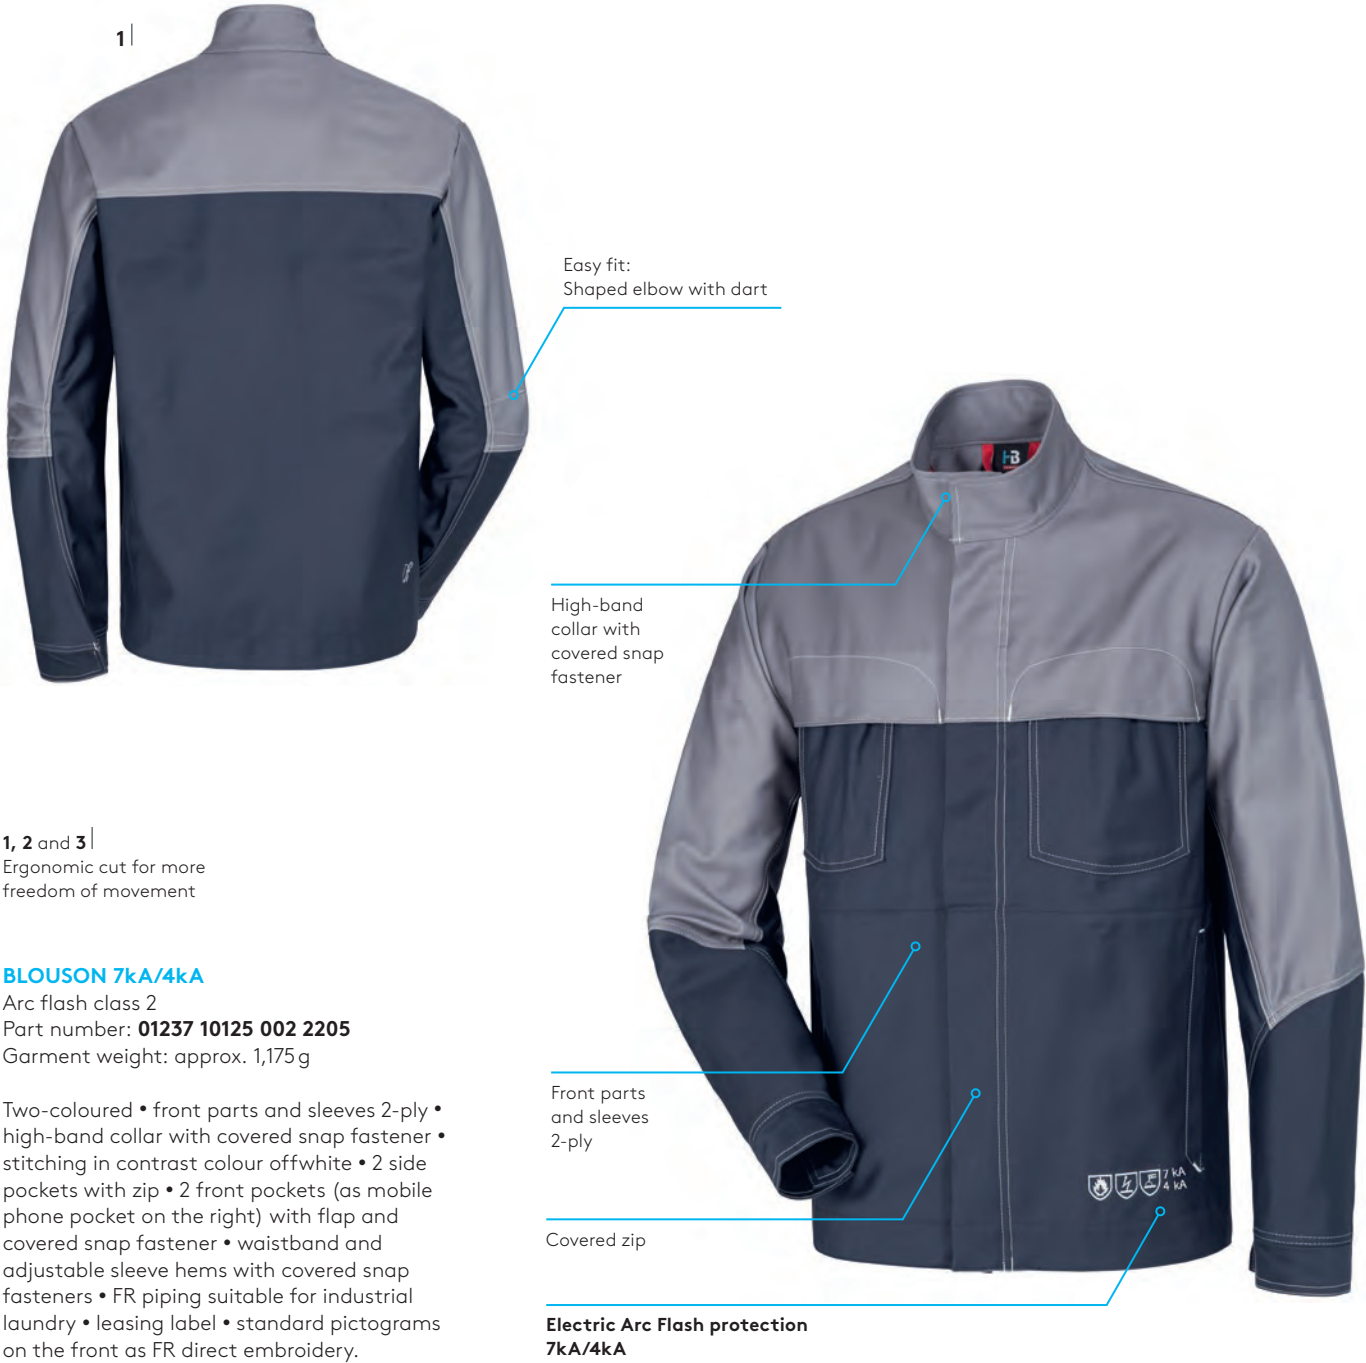 1
Easy fit:
Shaped elbow with dart
HB
High-band
collar with
covered snap
fastener
1, 2 and 3
Ergonomic cut for more
freedom of movement
BLOUSON 7kA/4kA
Arc flash class 2
Part number: 01237 10125 002 2205
Garment weight: approx. 1,175 g
Two-coloured • front parts and sleeves 2-ply •
high-band collar with covered snap fastener •
stitching in contrast colour offwhite • 2 side
pockets with zip • 2 front pockets (as mobile
phone pocket on the right) with flap and
covered snap fastener • waistband and
adjustable sleeve hems with covered snap
fasteners • FR piping suitable for industrial
laundry • leasing label • standard pictograms
on the front as FR direct embroidery.
Front parts
and sleeves
2-ply
7 kA
4 kA
Covered zip
Electric Arc Flash protection
7kA/4kA